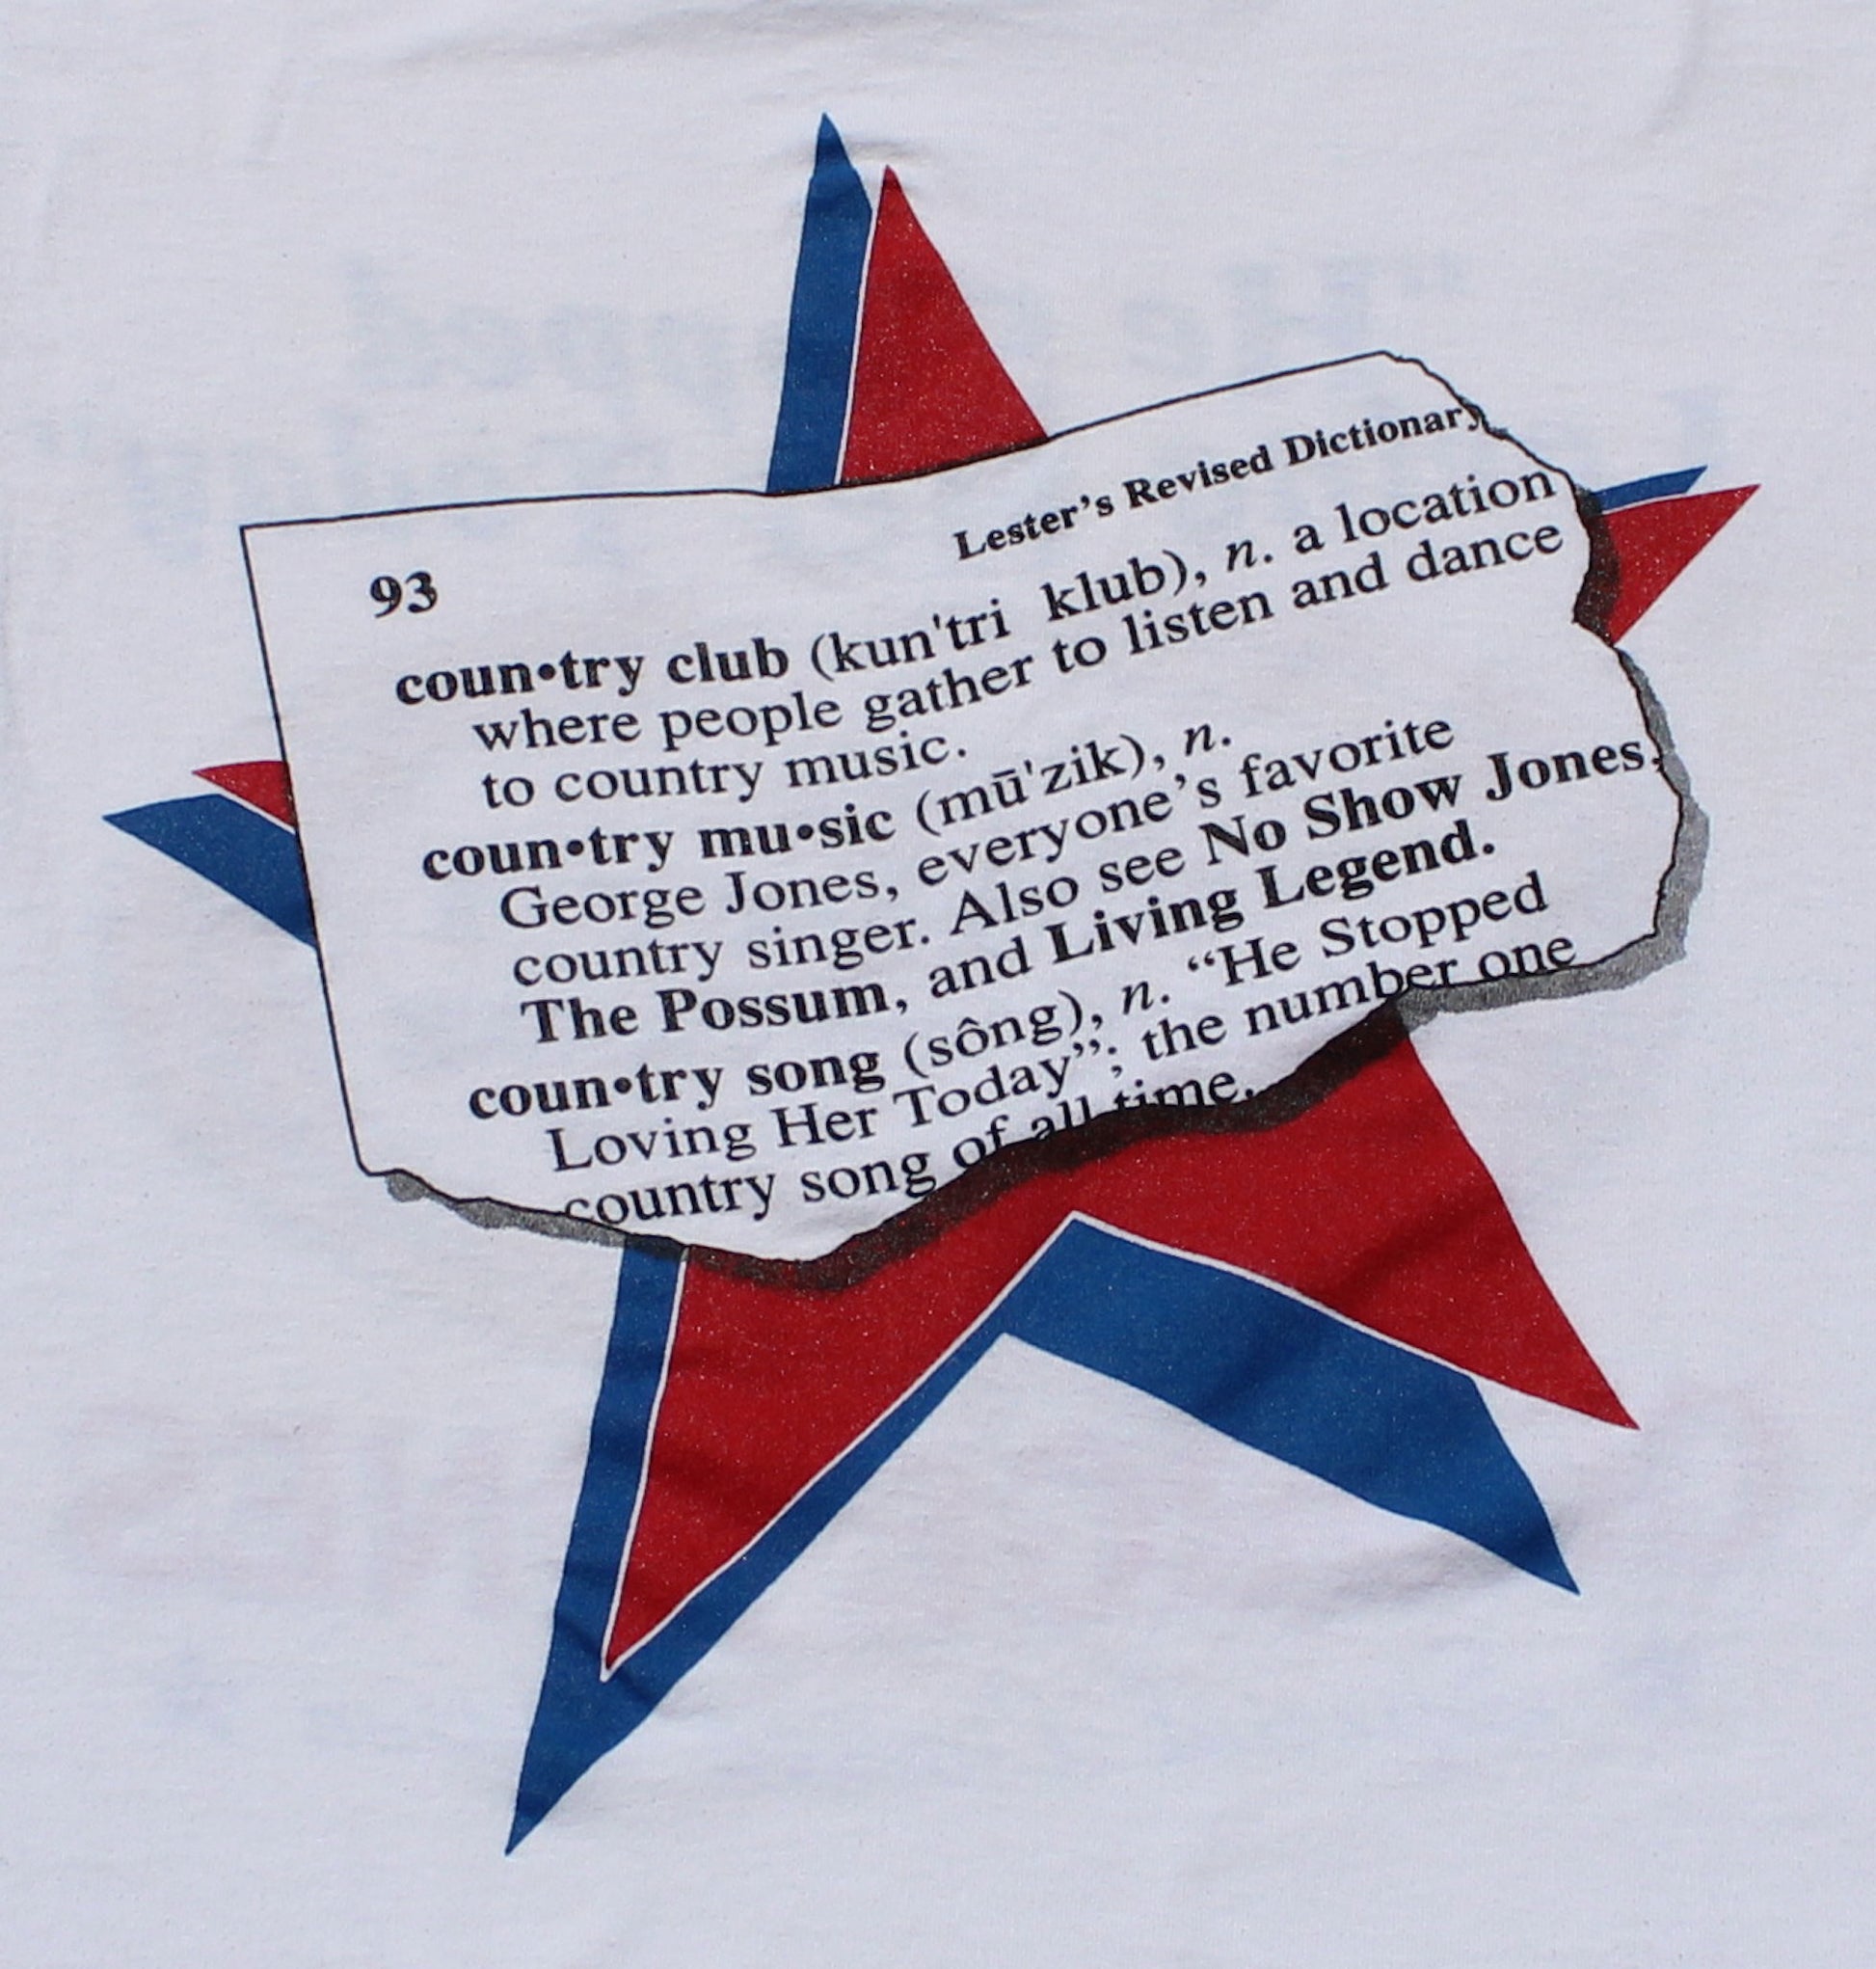 93
Lester's Revised Dictionary
coun•try club (kun'tri klub), n. a location
where people gather to listen and dance
to country music.
coun•try mu•sic (mū'zik), n.
George Jones, everyone's favorite
country singer. Also see No Show Jones,
The Possum, and Living Legend.
coun•try song (sông), n. “He Stopped
Loving Her Today”; the number one
country song of all time.